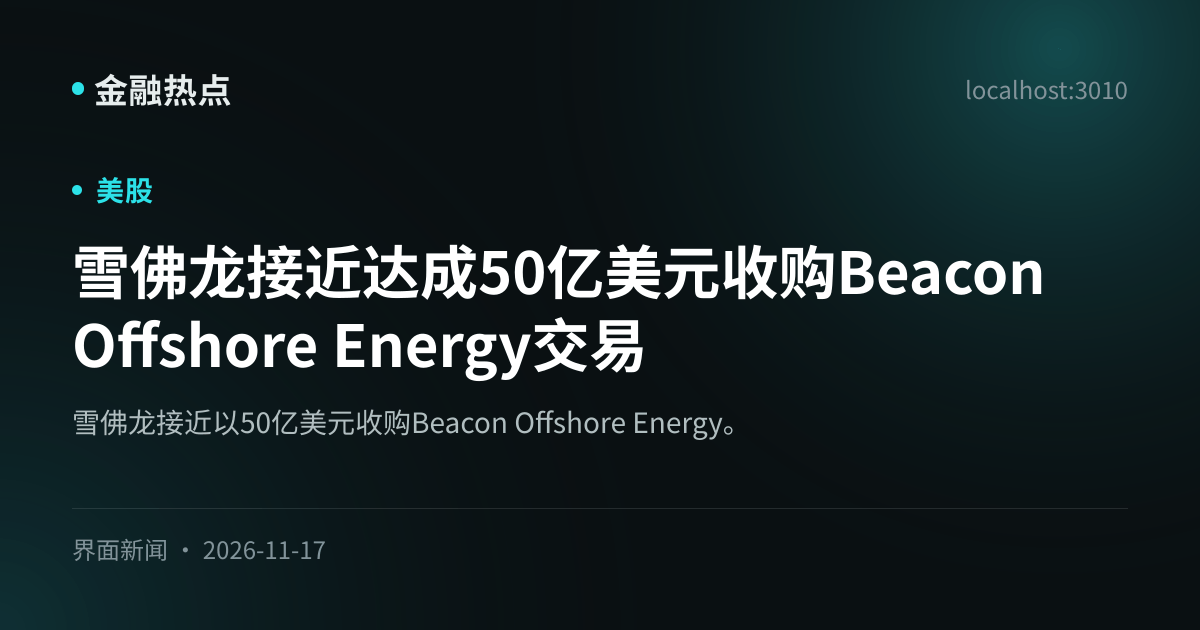 金融热点
localhost:3010
美股
雪佛龙接近达成50亿美元收购Beacon
Offshore Energy交易
雪佛龙接近以50亿美元收购Beacon Offshore Energy。
界面新闻 • 2026-11-17